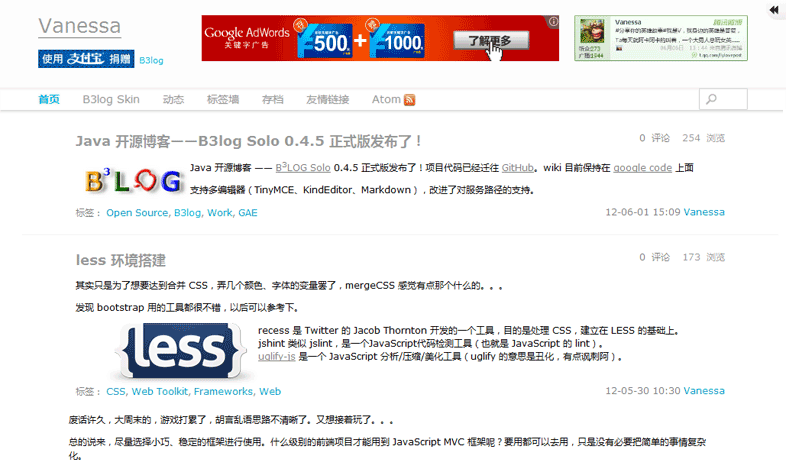 Vanessa
使用 支付宝 捐赠 B3log
Google AdWords
关键字广告
¥500 + ¥1000
了解更多
Vanessa
腾讯微博
听众273
广播1544
首页 B3log Skin 动态 标签墙 存档 友情链接 Atom
Java 开源博客——B3log Solo 0.4.5 正式版发布了！
0 评论 254 浏览
B3LOG
Java 开源博客 —— B3LOG Solo 0.4.5 正式版发布了！项目代码已经迁往 GitHub。wiki 目前保持在 google code 上面
支持多编辑器（TinyMCE、KindEditor、Markdown），改进了对服务路径的支持。
标签： Open Source, B3log, Work, GAE
12-06-01 15:09 Vanessa
less 环境搭建
0 评论 173 浏览
其实只是为了想要达到合并 CSS，弄几个颜色、字体的变量罢了，mergeCSS 感觉有点那个什么的。。。
发现 bootstrap 用的工具都很不错，以后可以参考下。
{less}
recess 是 Twitter 的 Jacob Thornton 开发的一个工具，目的是处理 CSS，建立在 LESS 的基础上。
jshint 类似 jslint，是一个JavaScript代码检测工具（也就是 JavaScript 的 lint）。
uglify-js 是一个 JavaScript 分析/压缩/美化工具（uglify 的意思是丑化，有点讽刺阿）。
标签： CSS, Web Toolkit, Frameworks, Web
12-05-30 10:30 Vanessa
废话许久，大周末的，游戏打累了，胡言乱语思路不清晰了。又想接着玩了。。。
总的说来，尽量选择小巧、稳定的框架进行使用。什么级别的前端项目才能用到 JavaScript MVC 框架呢？要用都可以去用，只是没有必要把简单的事情复杂
化。